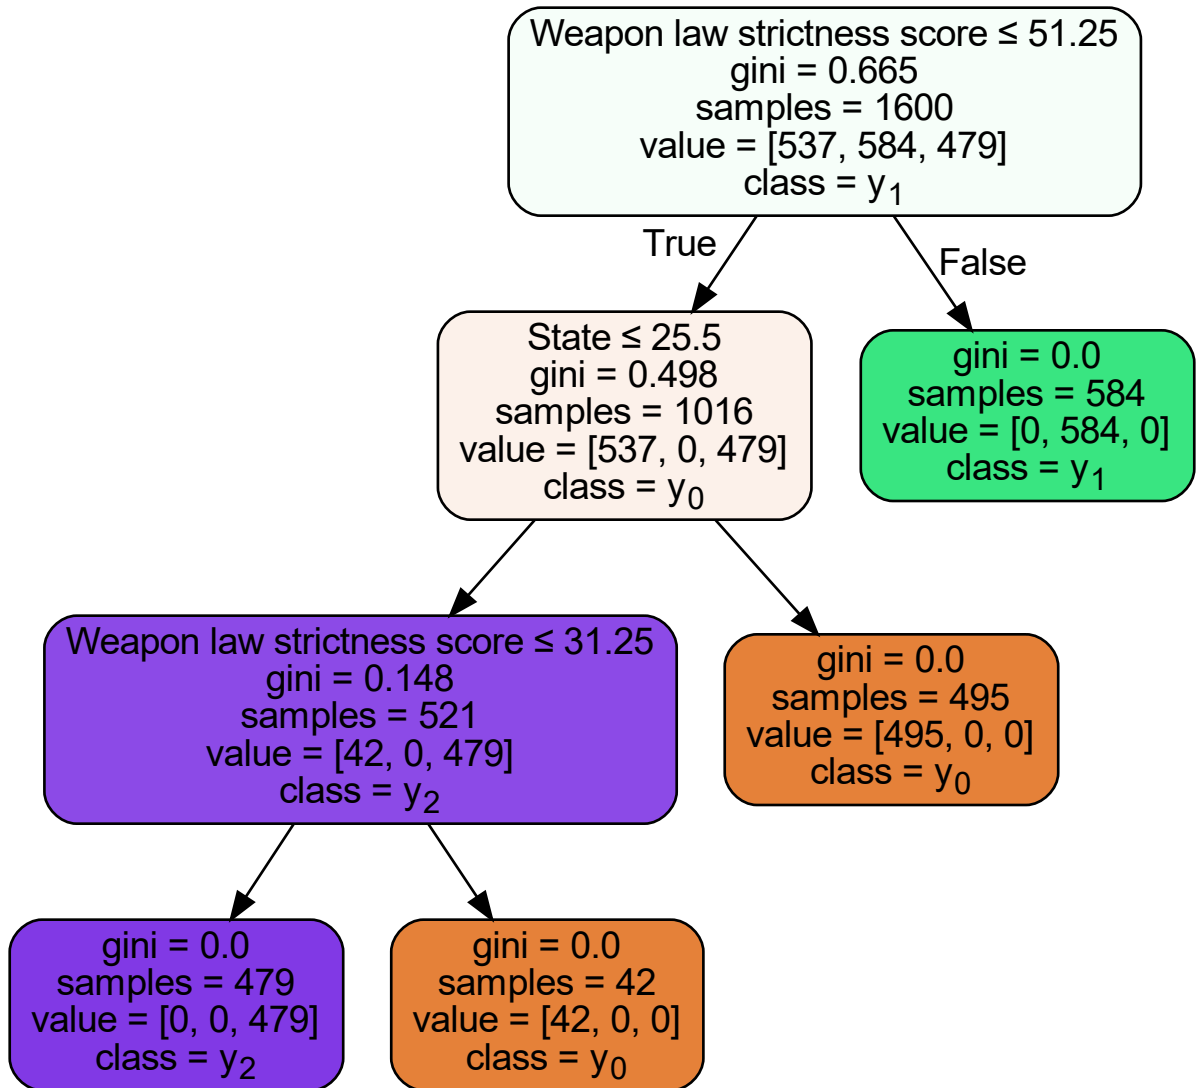 Weapon law strictness score ≤ 51.25
gini = 0.665
samples = 1600
value = [537, 584, 479]
class = y₁
True
False
State ≤ 25.5
gini = 0.498
samples = 1016
value = [537, 0, 479]
class = y₀
gini = 0.0
samples = 584
value = [0, 584, 0]
class = y₁
Weapon law strictness score ≤ 31.25
gini = 0.148
samples = 521
value = [42, 0, 479]
class = y₂
gini = 0.0
samples = 495
value = [495, 0, 0]
class = y₀
gini = 0.0
samples = 479
value = [0, 0, 479]
class = y₂
gini = 0.0
samples = 42
value = [42, 0, 0]
class = y₀